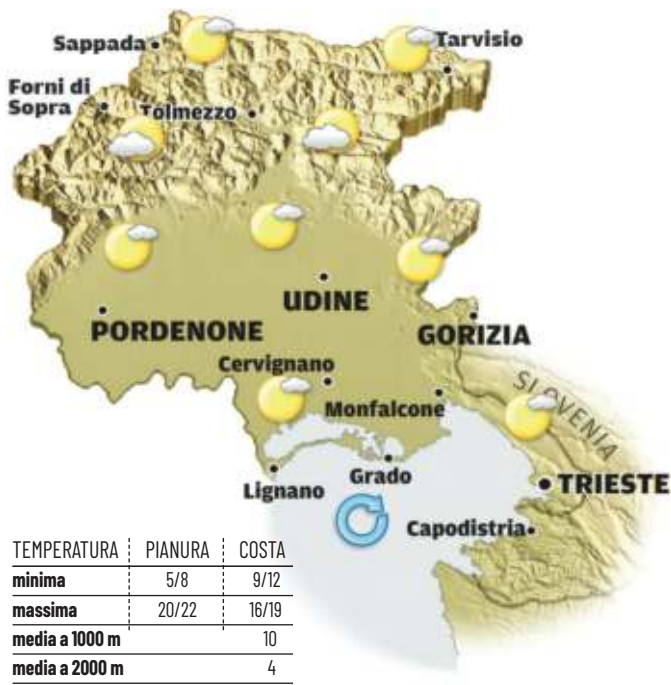 Sappada
Tarvisio
Forni di
Sopra
Tolmezzo
UDINE
PORDENONE
GORIZIA
Cervignano
SLOVENIA
Monfalcone
Lignano
Grado
TRIESTE
Capodistria
TEMPERATURA PIANURA COSTA
minima 5/8 9/12
massima 20/22 16/19
media a 1000 m 10
media a 2000 m 4